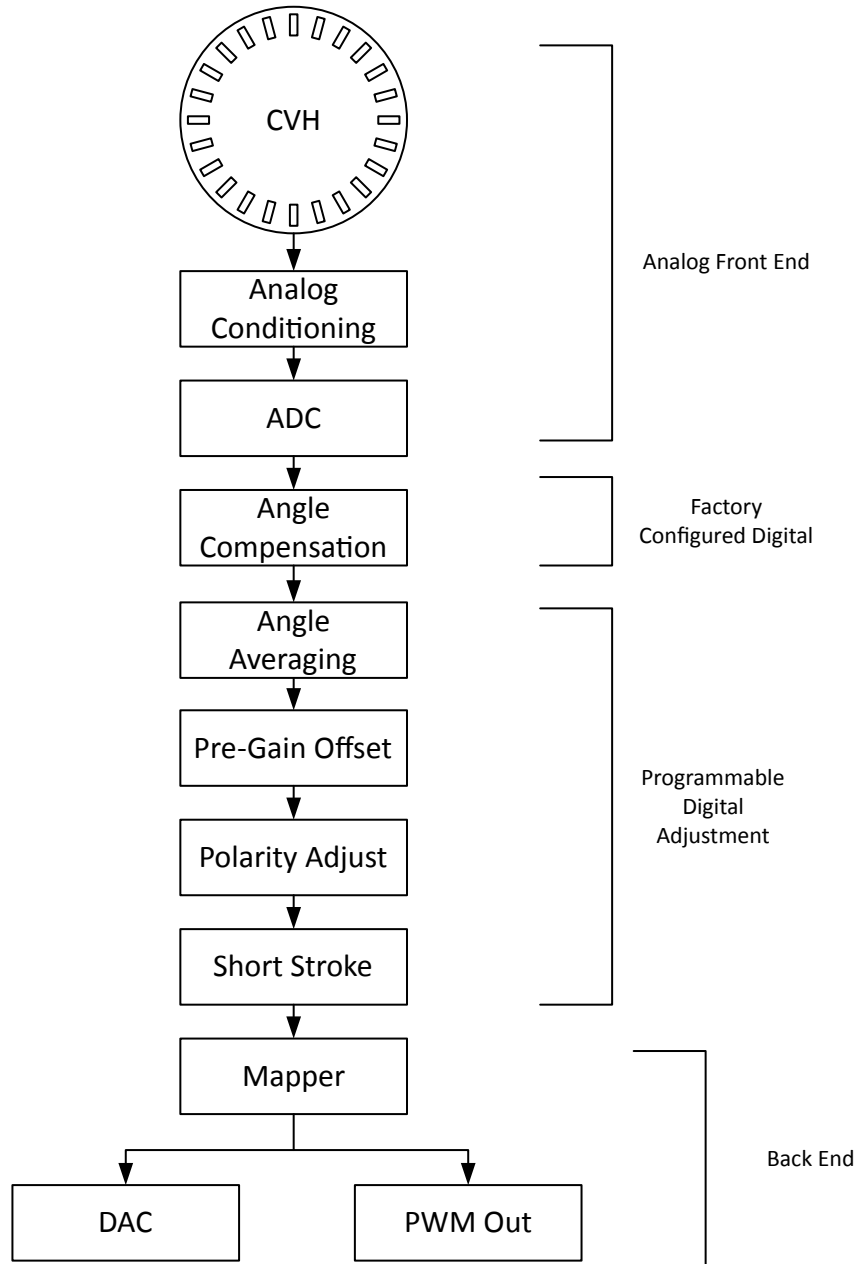 CVH
Analog
Conditioning
ADC
Analog Front End
Angle
Compensation
Factory
Configured Digital
Angle
Averaging
Pre-Gain Offset
Polarity Adjust
Short Stroke
Programmable
Digital
Adjustment
Mapper
DAC
PWM Out
Back End